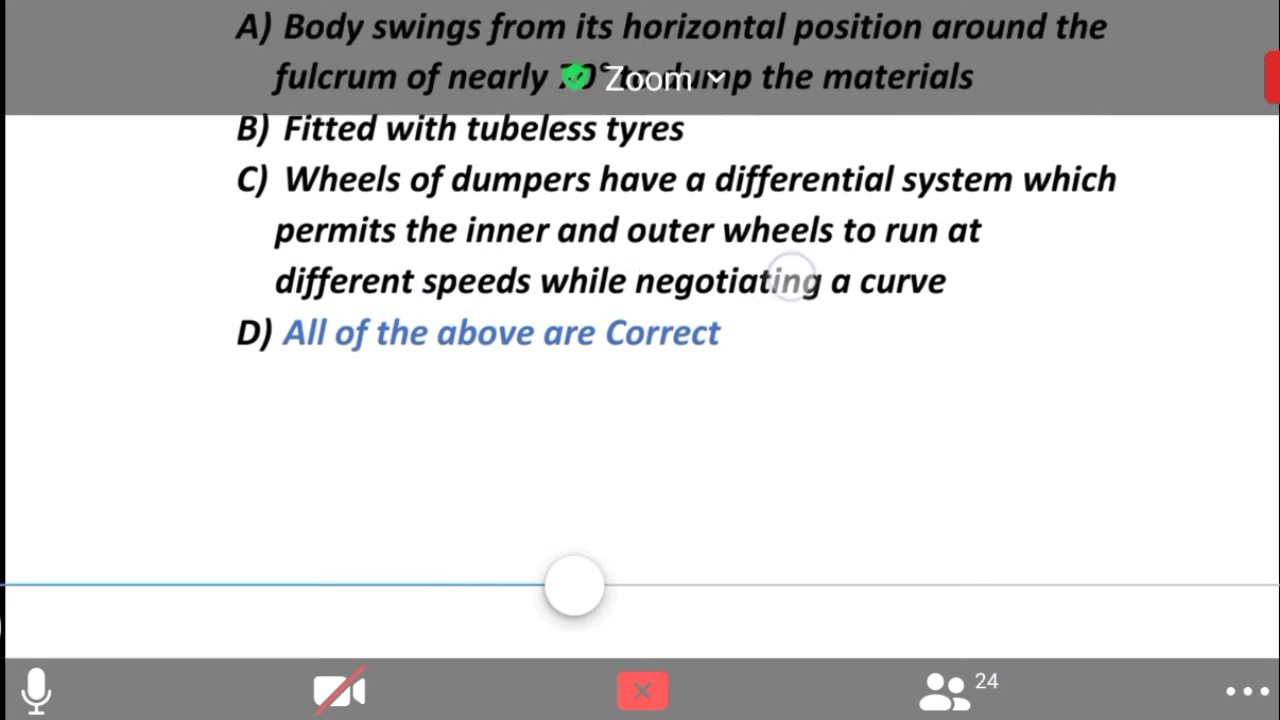 A) Body swings from its horizontal position around the
fulcrum of nearly to dump the materials
Zoom
B) Fitted with tubeless tyres
C) Wheels of dumpers have a differential system which
permits the inner and outer wheels to run at
different speeds while negotiating a curve
D) All of the above are Correct
24